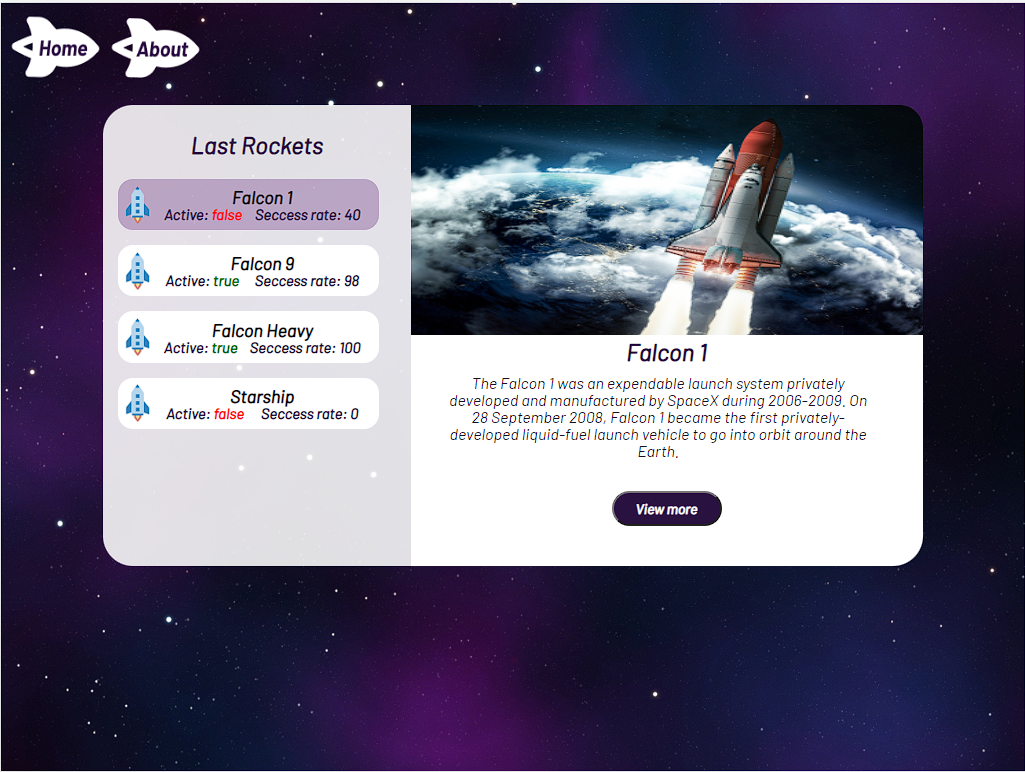 Home
About
Last Rockets
Falcon 1
Active: false Seccess rate: 40
Falcon 9
Active: true Seccess rate: 98
Falcon Heavy
Active: true Seccess rate: 100
Starship
Active: false Seccess rate: 0
Falcon 1
The Falcon 1 was an expendable launch system privately
developed and manufactured by SpaceX during 2006-2009. On
28 September 2008, Falcon 1 became the first privately-
developed liquid-fuel launch vehicle to go into orbit around the
Earth.
View more